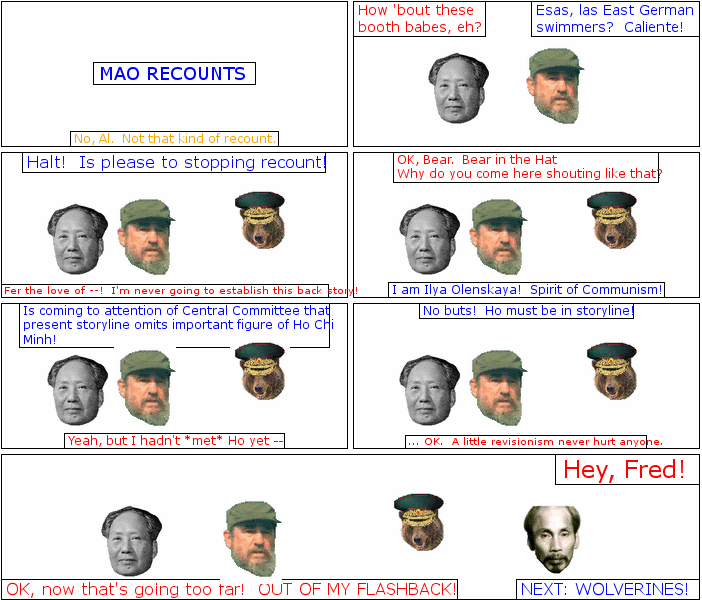 MAO RECOUNTS
No, Al.  Not that kind of recount.
How 'bout these
booth babes, eh?
Esas, las East German
swimmers?  Caliente!
Halt!  Is please to stopping recount!
Fer the love of --!  I'm never going to establish this back story!
OK, Bear.  Bear in the Hat
Why do you come here shouting like that?
I am Ilya Olenskaya!  Spirit of Communism!
Is coming to attention of Central Committee that
present storyline omits important figure of Ho Chi
Minh!
Yeah, but I hadn't *met* Ho yet --
No buts!  Ho must be in storyline!
... OK.  A little revisionism never hurt anyone.
Hey, Fred!
OK, now that's going too far!  OUT OF MY FLASHBACK!
NEXT: WOLVERINES!